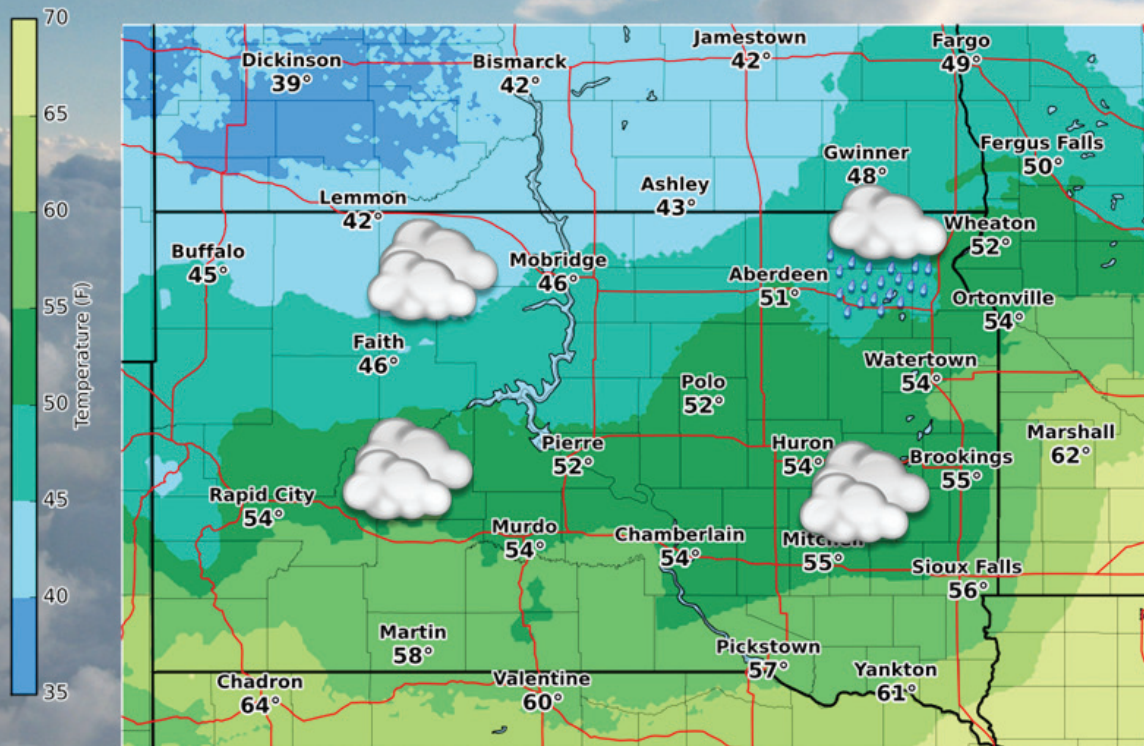 70
65
60
55
50
45
40
35
Temperature (F)
Dickinson
39°
Bismarck
42°
Jamestown
42°
Fargo
49°
Fergus Falls
50°
Gwinner
48°
Ashley
43°
Lemmon
42°
Wheaton
52°
Buffalo
45°
Mobridge
46°
Aberdeen
51°
Ortonville
54°
Faith
46°
Watertown
54°
Polo
52°
Marshall
62°
Pierre
52°
Huron
54°
Brookings
55°
Rapid City
54°
Murdo
54°
Chamberlain
54°
Mitchell
55°
Sioux Falls
56°
Martin
58°
Pickstown
57°
Yankton
61°
Chadron
64°
Valentine
60°